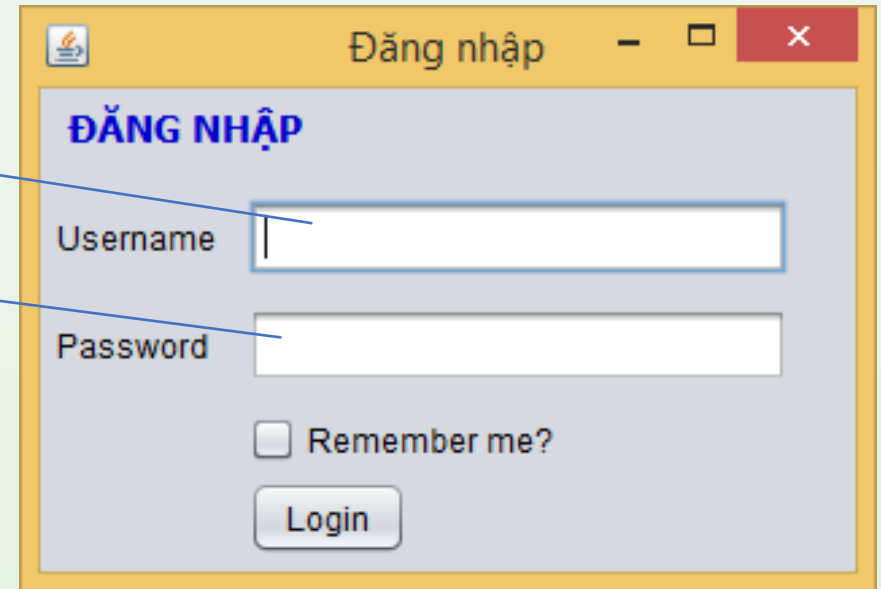 Đăng nhập
ĐĂNG NHẬP
Username
Password
Remember me?
Login